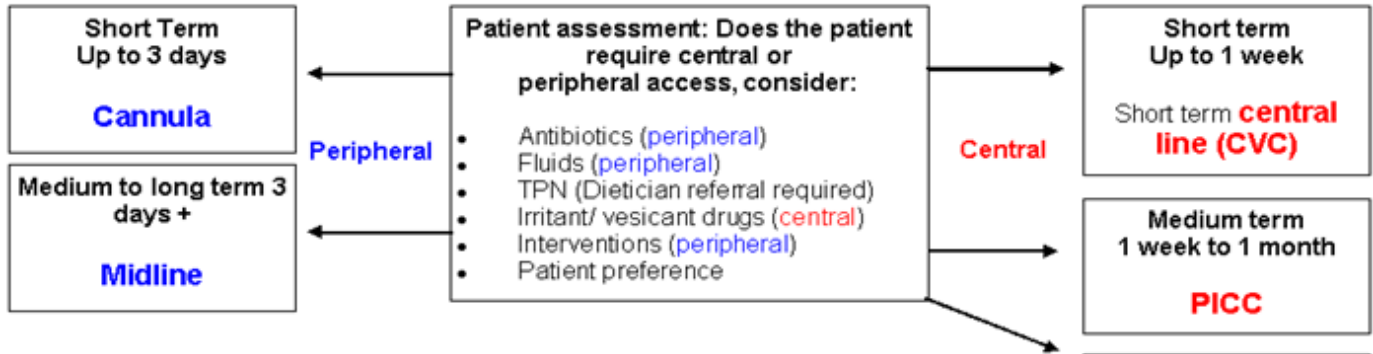 Short Term
Up to 3 days
Cannula
Medium to long term 3
days +
Midline
Peripheral
Patient assessment: Does the patient
require central or
peripheral access, consider:
• Antibiotics (peripheral)
• Fluids (peripheral)
• TPN (Dietician referral required)
• Irritant/ vesicant drugs (central)
• Interventions (peripheral)
• Patient preference
Central
Short term
Up to 1 week
Short term central
line (CVC)
Medium term
1 week to 1 month
PICC